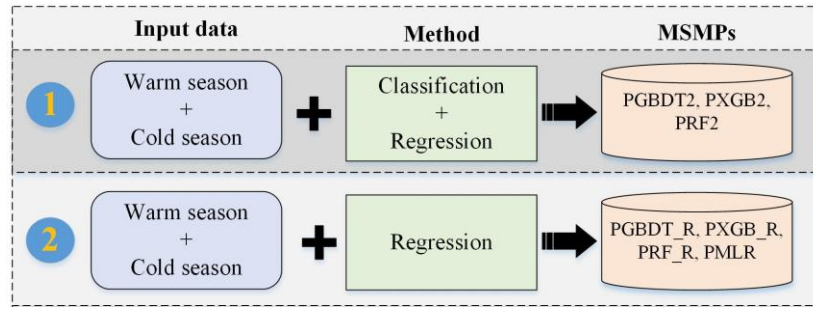 Input data
Method
MSMPs
1
Warm season
+
Cold season
+
Classification
+
Regression
PGBDT2, PXGB2,
PRF2
2
Warm season
+
Cold season
+
Regression
PGBDT_R, PXGB_R,
PRF_R, PMLR